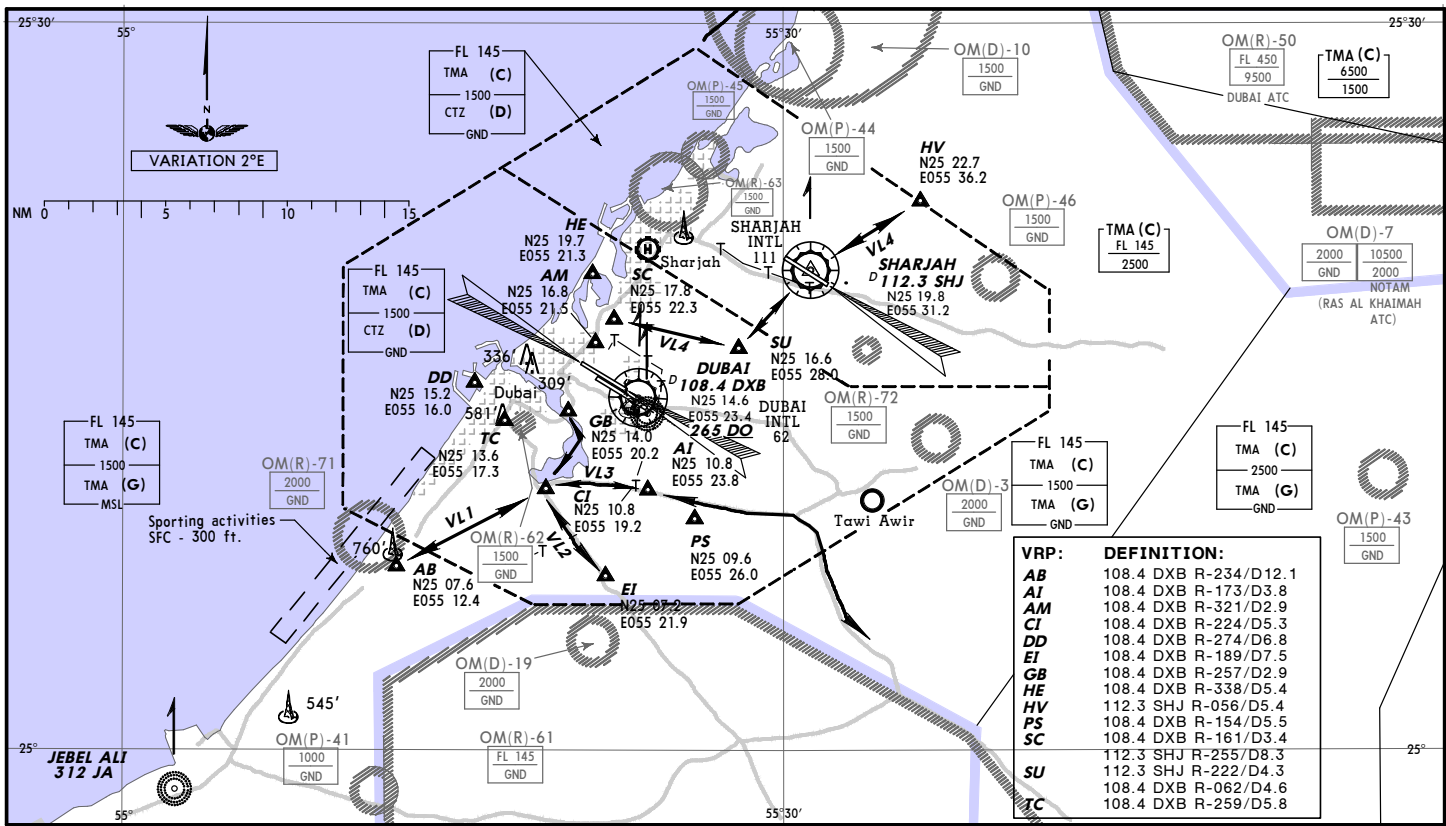 25°30'
55°
55°30'
25°30'
FL 145
TMA (C)
1500
CTZ (D)
GND
N
VARIATION 2°E
NM 0 5 10 15
OM(P)-45
1500
GND
OM(D)-10
1500
GND
OM(P)-44
1500
GND
OM(R)-50
FL 450
9500
DUBAI ATC
TMA (C)
6500
1500
HV
N25 22.7
E055 36.2
OM(R)-63
1500
GND
OM(P)-46
1500
GND
TMA (C)
FL 145
2500
OM(D)-7
2000
GND
10500
2000
NOTAM
(RAS AL KHAIMAH
ATC)
HE
N25 19.7
E055 21.3
H
Sharjah
T
SHARJAH
INTL
111
T
VL4
SHARJAH
D 112.3 SHJ
N25 19.8
E055 31.2
T
FL 145
TMA (C)
1500
CTZ (D)
GND
AM
N25 16.8
E055 21.5
SC
N25 17.8
E055 22.3
T
VL4
SU
N25 16.6
E055 28.0
336'
309'
DD
N25 15.2
E055 16.0
Dubai
581'
TC
N25 13.6
E055 17.3
T
DUBAI
D 108.4 DXB
N25 14.6
E055 23.4
265 DO
DUBAI
INTL
62
GB
N25 14.0
E055 20.2
AI
N25 10.8
E055 23.8
OM(R)-72
1500
GND
FL 145
TMA (C)
1500
TMA (G)
MSL
OM(R)-71
2000
GND
Sporting activities
SFC - 300 ft.
760'
VL1
VL3
T
CI
N25 10.8
E055 19.2
VL2
OM(R)-62
1500
GND
T
AB
N25 07.6
E055 12.4
PS
N25 09.6
E055 26.0
EI
N25 07.2
E055 21.9
Tawi Awir
OM(D)-3
2000
GND
FL 145
TMA (C)
1500
TMA (G)
GND
FL 145
TMA (C)
2500
TMA (G)
GND
OM(P)-43
1500
GND
OM(D)-19
2000
GND
545'
OM(P)-41
1000
GND
OM(R)-61
FL 145
GND
25°
JEBEL ALI
312 JA
55°
55°30'
25°
VRP: DEFINITION:
AB 108.4 DXB R-234/D12.1
AI 108.4 DXB R-173/D3.8
AM 108.4 DXB R-321/D2.9
CI 108.4 DXB R-224/D5.3
DD 108.4 DXB R-274/D6.8
EI 108.4 DXB R-189/D7.5
GB 108.4 DXB R-257/D2.9
HE 108.4 DXB R-338/D5.4
HV 112.3 SHJ R-056/D5.4
PS 108.4 DXB R-154/D5.5
SC 108.4 DXB R-161/D3.4
112.3 SHJ R-255/D8.3
SU 112.3 SHJ R-222/D4.3
108.4 DXB R-062/D4.6
TC 108.4 DXB R-259/D5.8